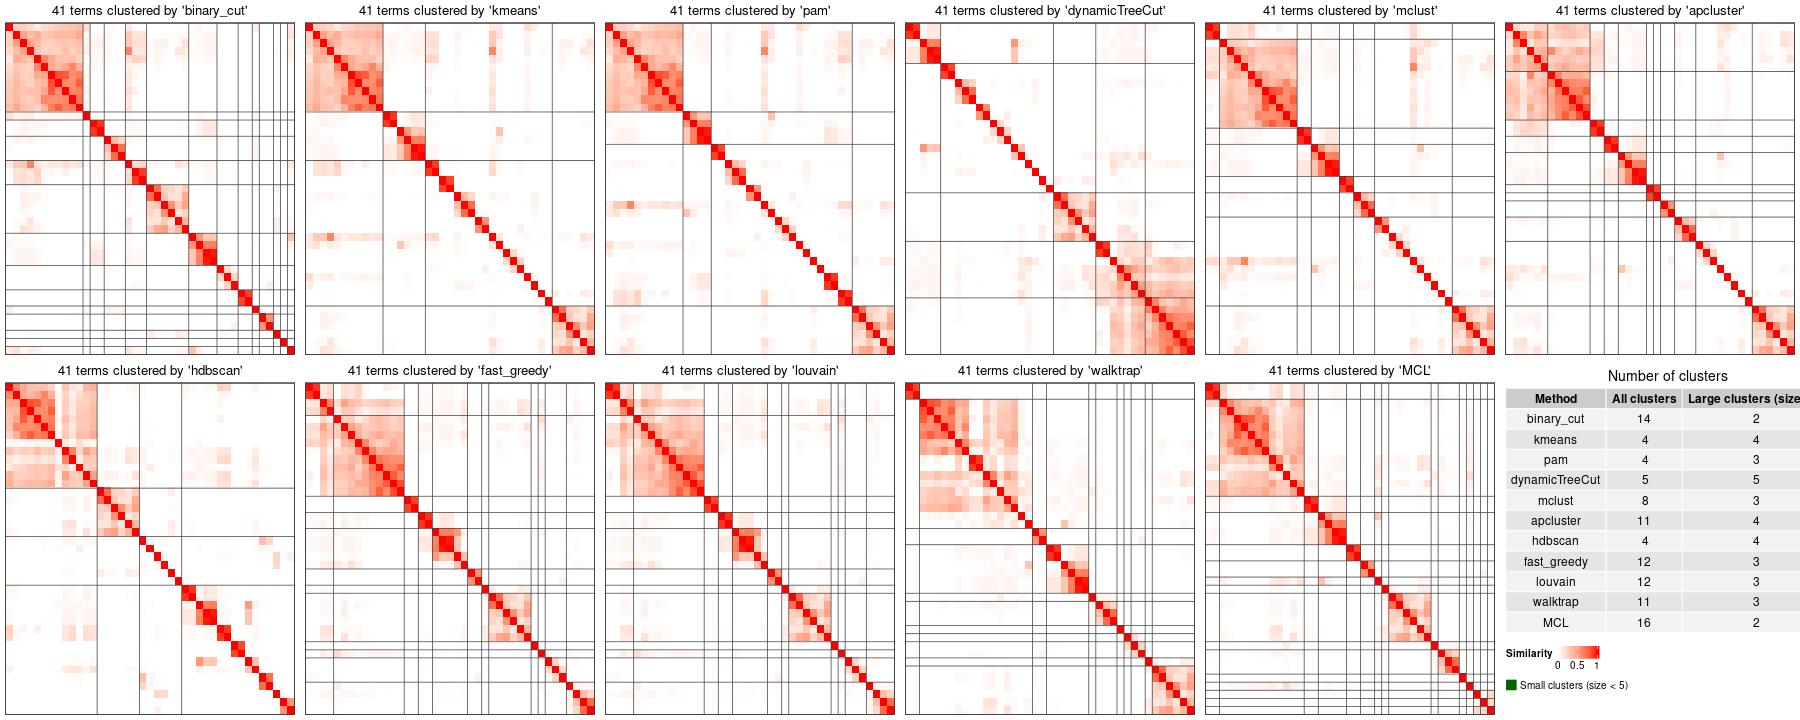 41 terms clustered by 'binary_cut'
41 terms clustered by 'kmeans'
41 terms clustered by 'pam'
41 terms clustered by 'dynamicTreeCut'
41 terms clustered by 'mclust'
41 terms clustered by 'apcluster'
41 terms clustered by 'hdbscan'
41 terms clustered by 'fast_greedy'
41 terms clustered by 'louvain'
41 terms clustered by 'walktrap'
41 terms clustered by 'MCL'
Number of clusters
Method All clusters Large clusters (size
binary_cut 14 2
kmeans 4 4
pam 4 3
dynamicTreeCut 5 5
mclust 8 3
apcluster 11 4
hdbscan 4 4
fast_greedy 12 3
louvain 12 3
walktrap 11 3
MCL 16 2
Similarity
0 0.5 1
Small clusters (size < 5)